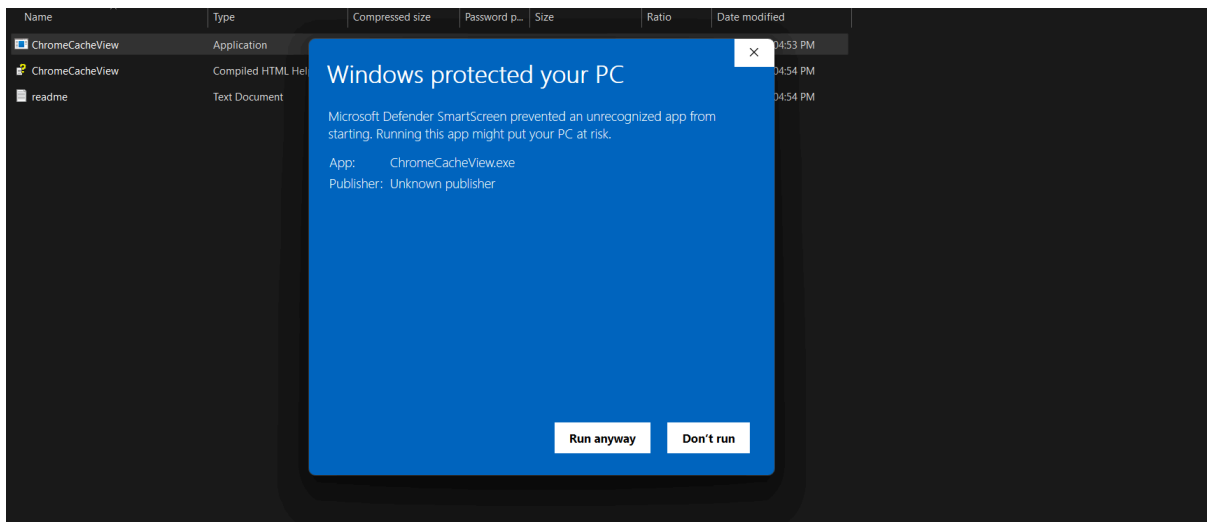 Name Type Compressed size Password p... Size Ratio Date modified
ChromeCacheView Application 04:53 PM
ChromeCacheView Compiled HTML Hel 04:54 PM
readme Text Document 04:54 PM
Windows protected your PC
Microsoft Defender SmartScreen prevented an unrecognized app from
starting. Running this app might put your PC at risk.
App: ChromeCacheView.exe
Publisher: Unknown publisher
Run anyway Don't run